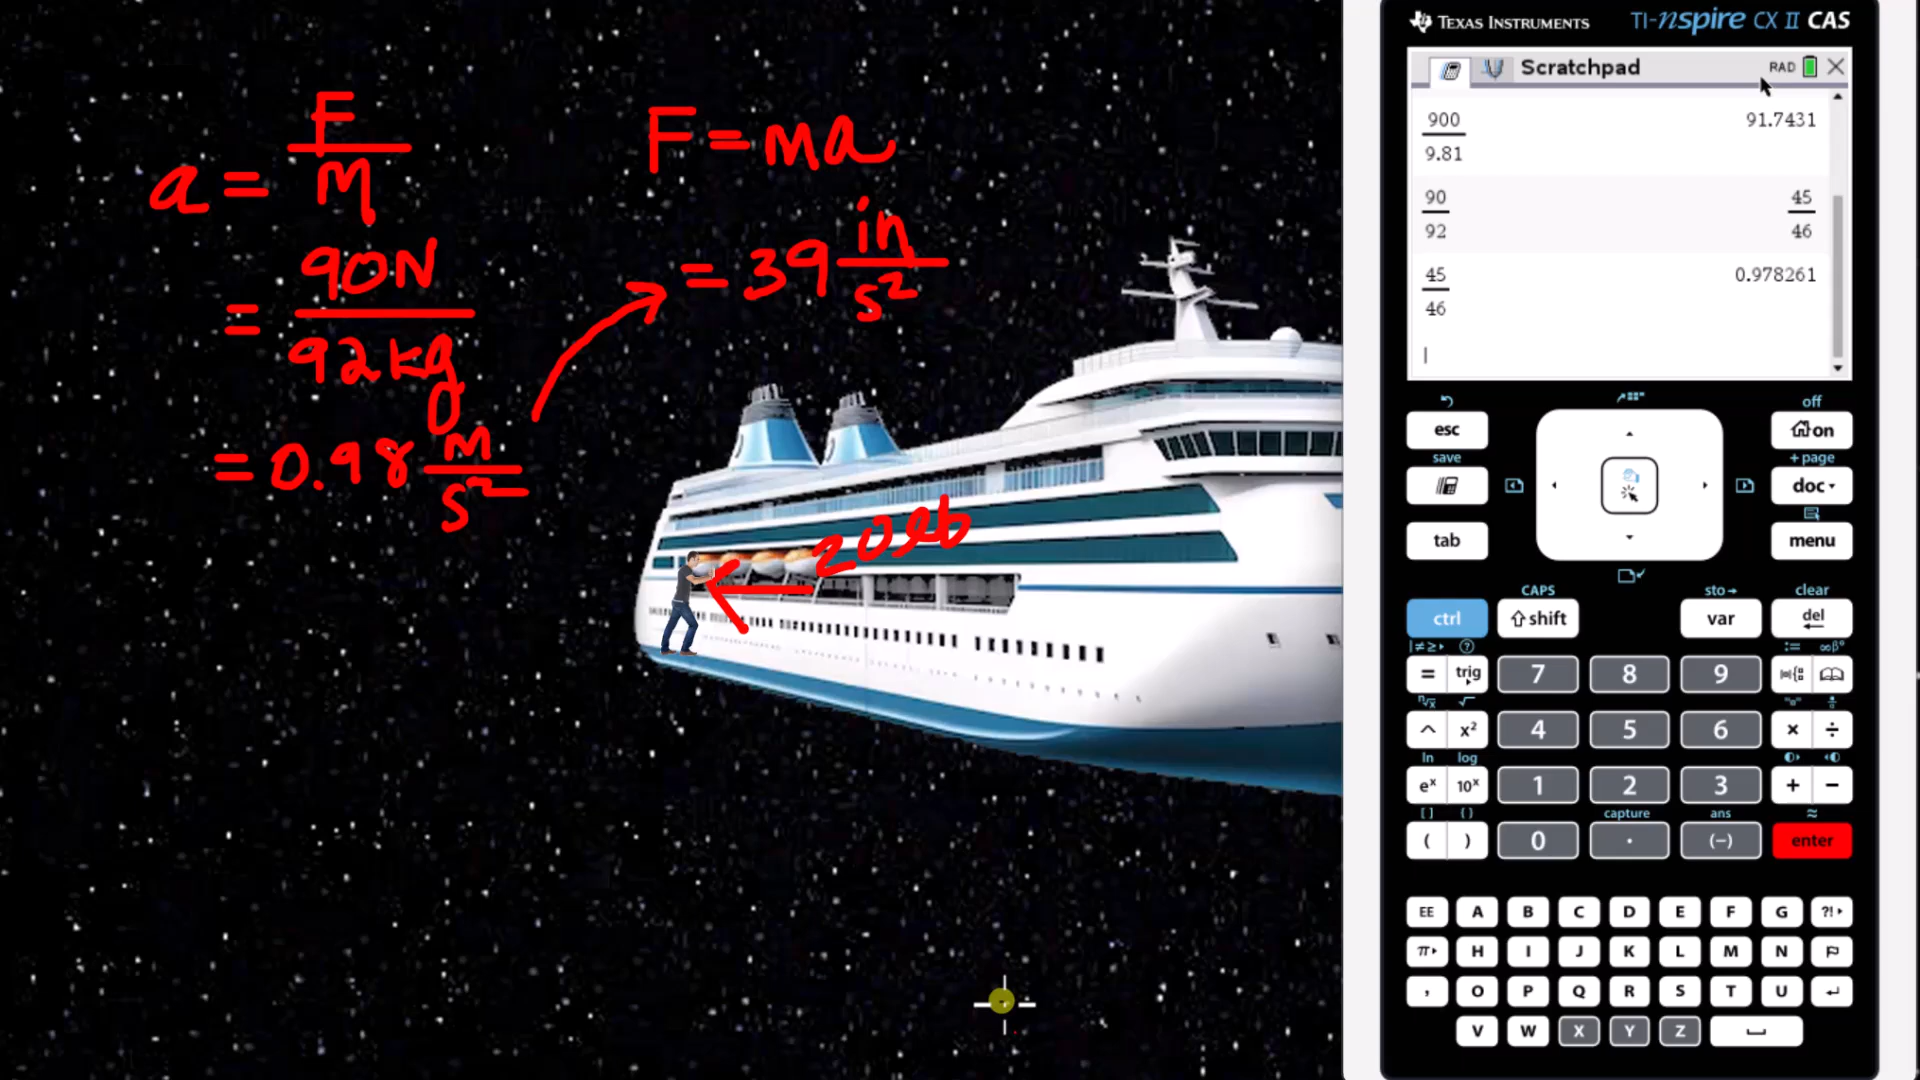 a = F/M
= 90N/92kg
= 0.98 m/s²
F = ma
= 39 in/s²
20lb
TEXAS INSTRUMENTS TI-nspire CX II CAS
Scratchpad RAD
900/9.81 91.7431
90/92 45/46
45/46 0.978261
off
esc on
save + page
doc
tab menu
CAPS sto→ clear
ctrl shift var del
= trig 7 8 9
^ x² 4 5 6 × ÷
ln log
eˣ 10ˣ 1 2 3 + −
[ ] { } capture ans ≈
( ) 0 . (−) enter
EE A B C D E F G ?!
π H I J K L M N
, O P Q R S T U
V W X Y Z